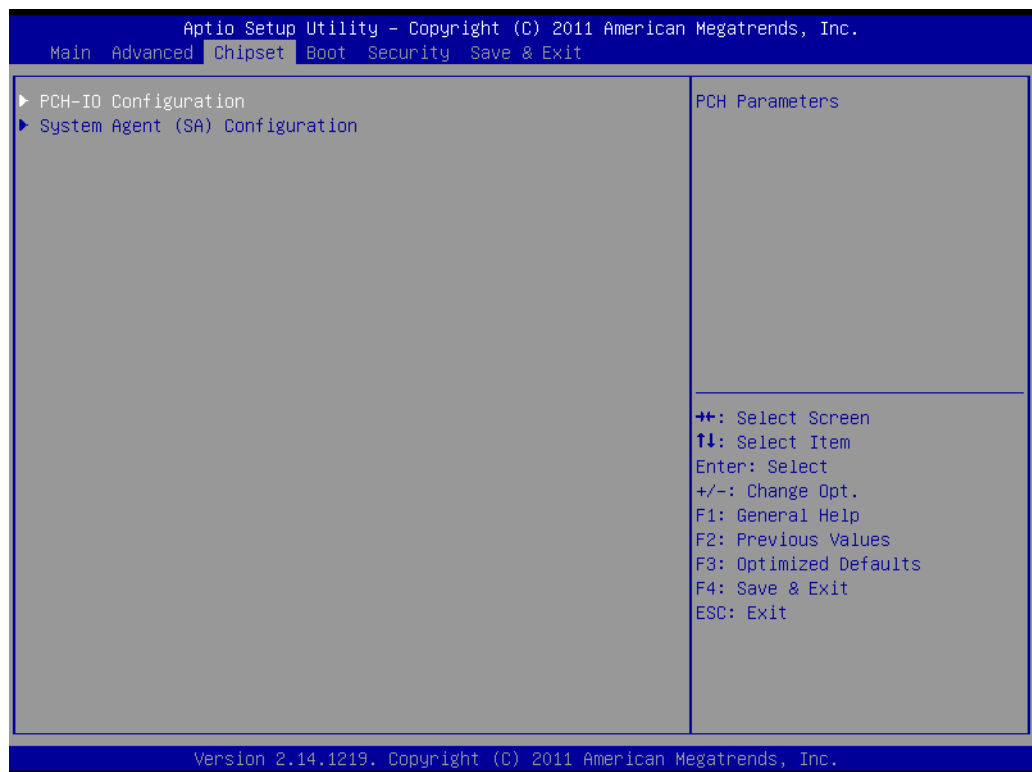 Aptio Setup Utility – Copyright (C) 2011 American Megatrends, Inc.
Main Advanced Chipset Boot Security Save & Exit
▶ PCH-IO Configuration
▶ System Agent (SA) Configuration
PCH Parameters
→←: Select Screen
↑↓: Select Item
Enter: Select
+/-: Change Opt.
F1: General Help
F2: Previous Values
F3: Optimized Defaults
F4: Save & Exit
ESC: Exit
Version 2.14.1219. Copyright (C) 2011 American Megatrends, Inc.